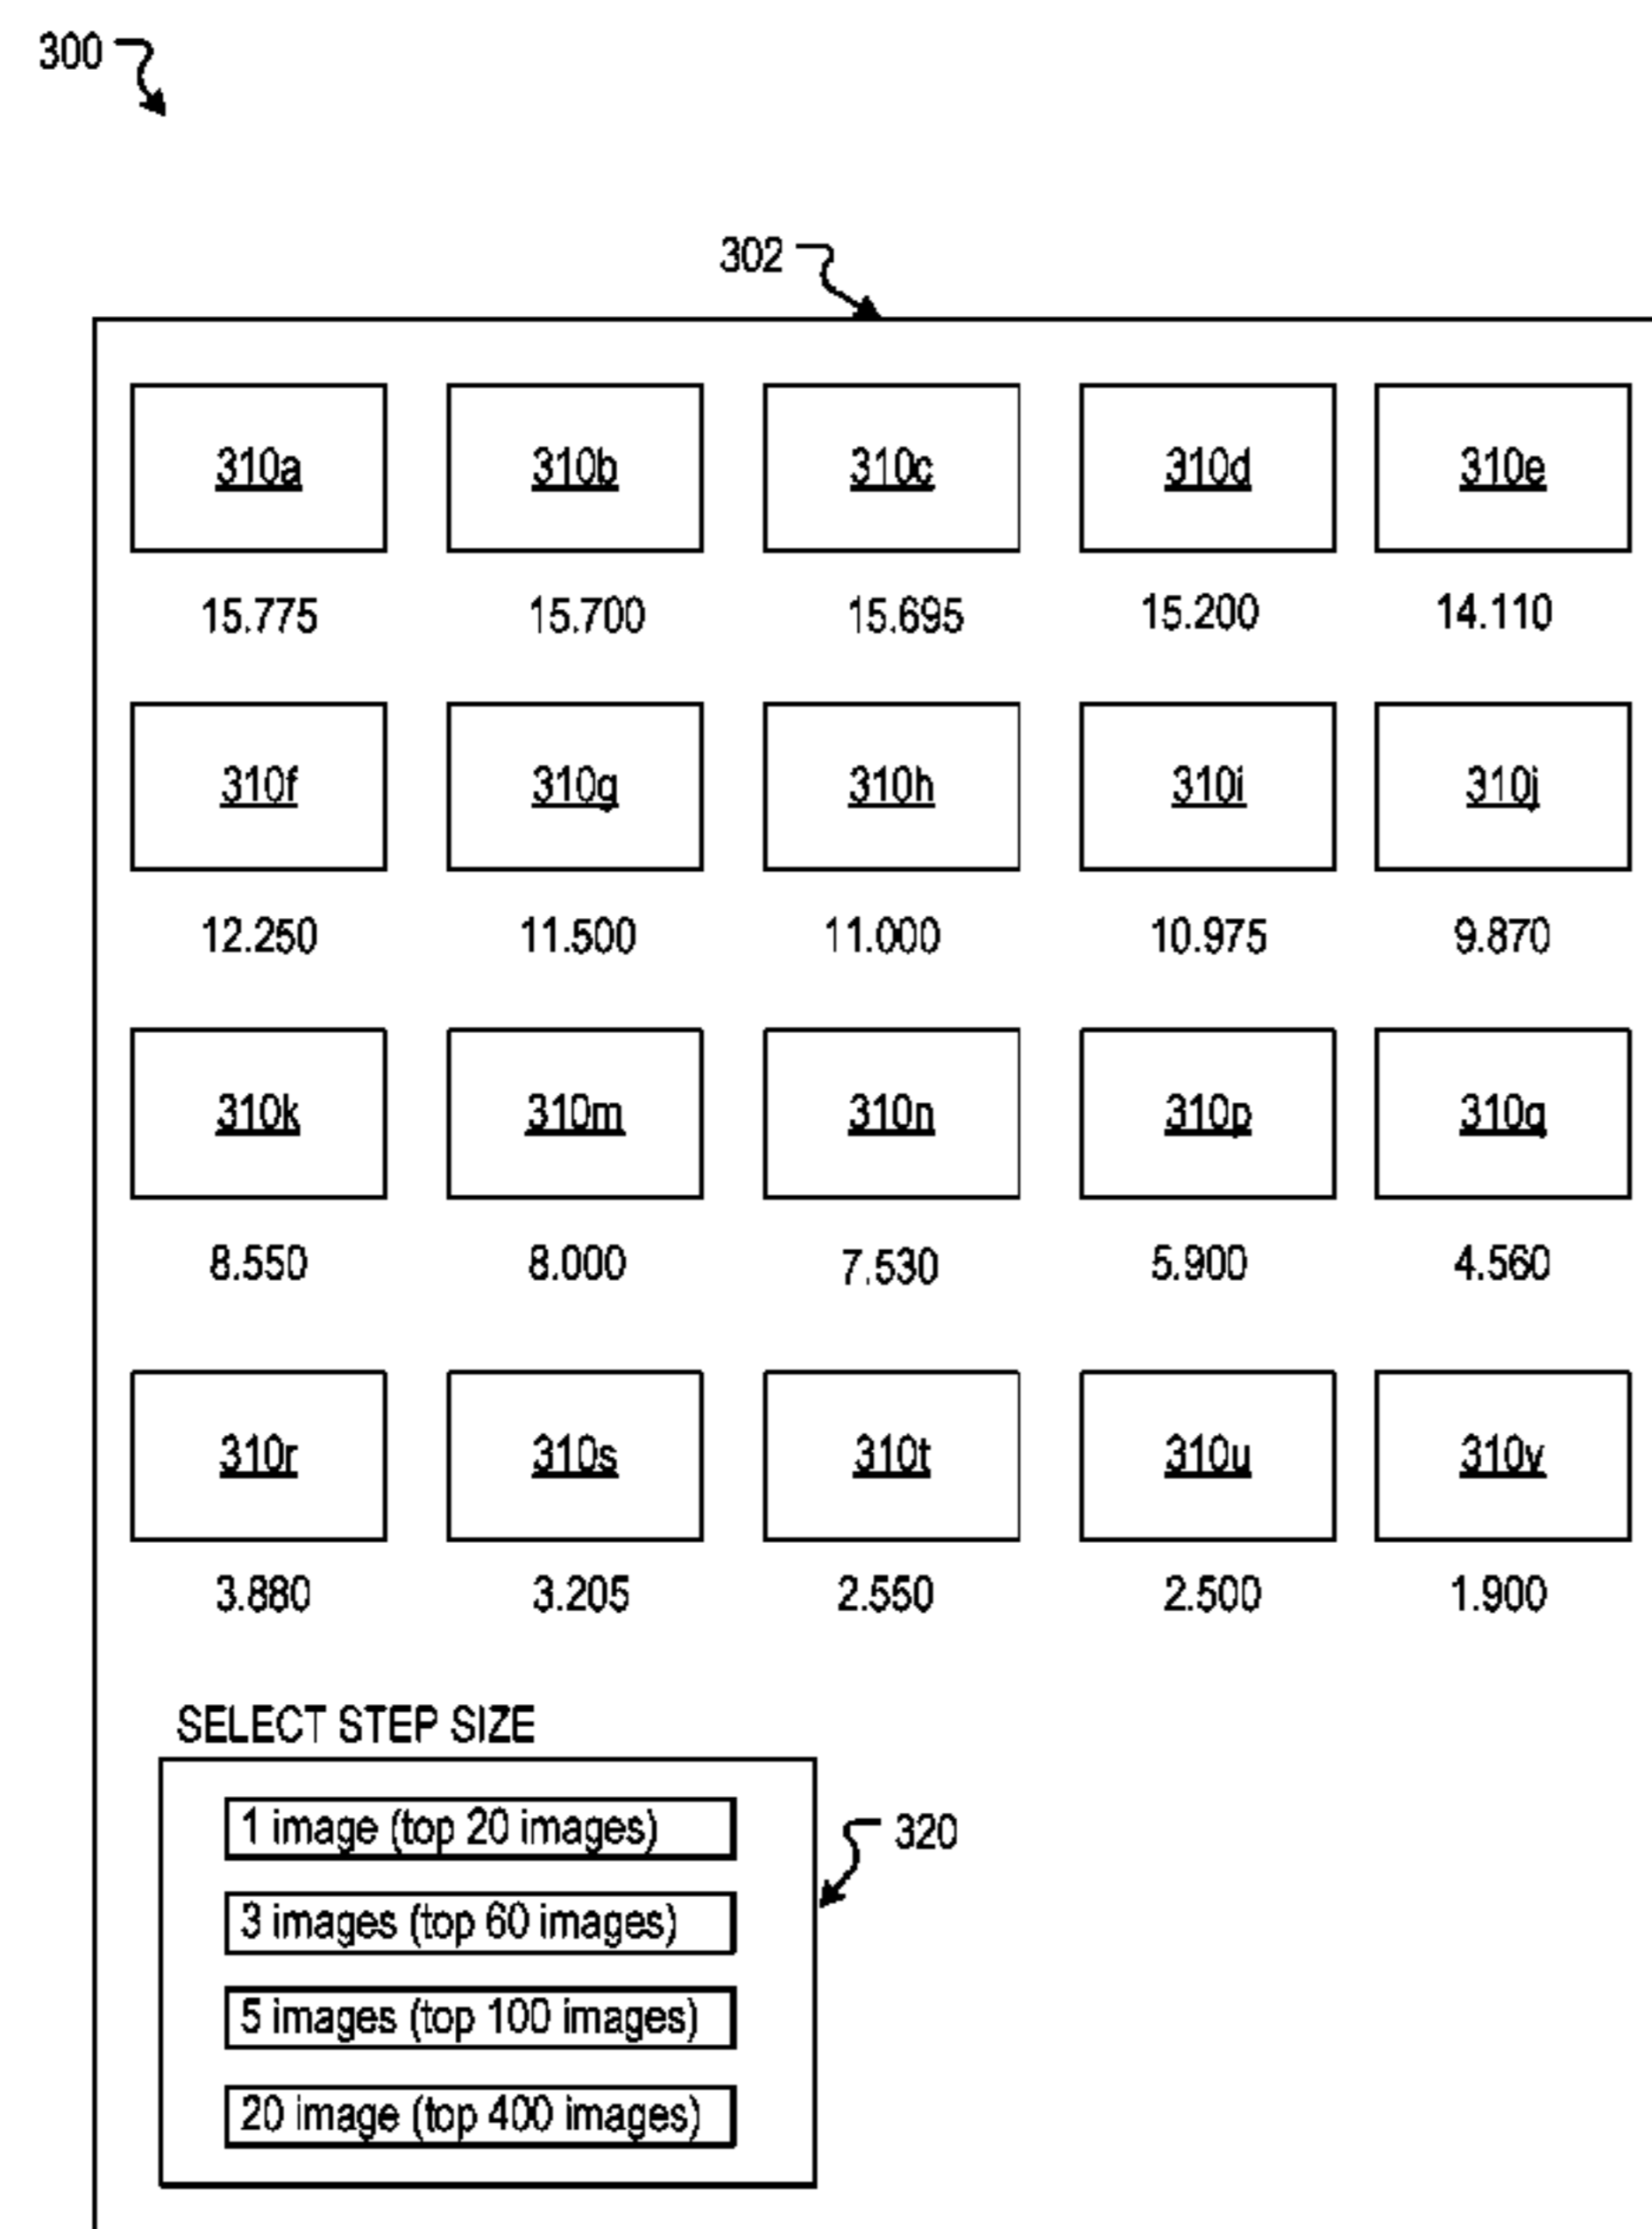 300
302
310a 310b 310c 310d 310e
15.775 15.700 15.695 15.200 14.110
310f 310g 310h 310i 310j
12.250 11.500 11.000 10.975 9.870
310k 310m 310n 310p 310q
8.550 8.000 7.530 5.900 4.560
310r 310s 310t 310u 310v
3.880 3.205 2.550 2.500 1.900
SELECT STEP SIZE
1 image (top 20 images)
320
3 images (top 60 images)
5 images (top 100 images)
20 image (top 400 images)